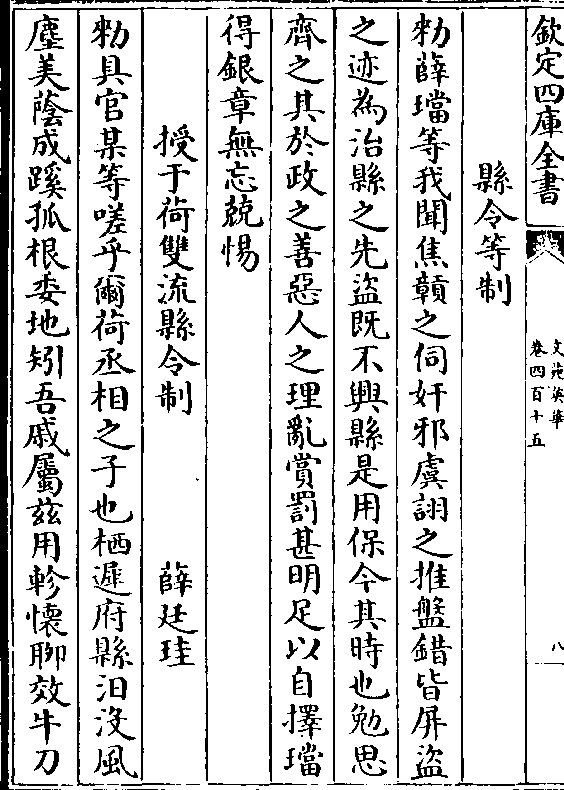 欽定四庫全書
文苑英華
卷四百十五
八
縣令等制
勑薛璫等我聞焦贛之伺奸邪虞詡之推盤錯皆屏盜
之迹為治縣之先盜既不興縣是用保今其時也勉思
齊之其於政之善惡人之理亂賞罰甚明足以自擇璫
得銀章無忘兢惕
授于荷雙流縣令制 薛廷珪
勑具官某等嗟乎爾荷丞相之子也栖遲府縣汨沒風
塵美蔭成蹊孤根委地矧吾戚屬茲用軫懷聊效牛刀